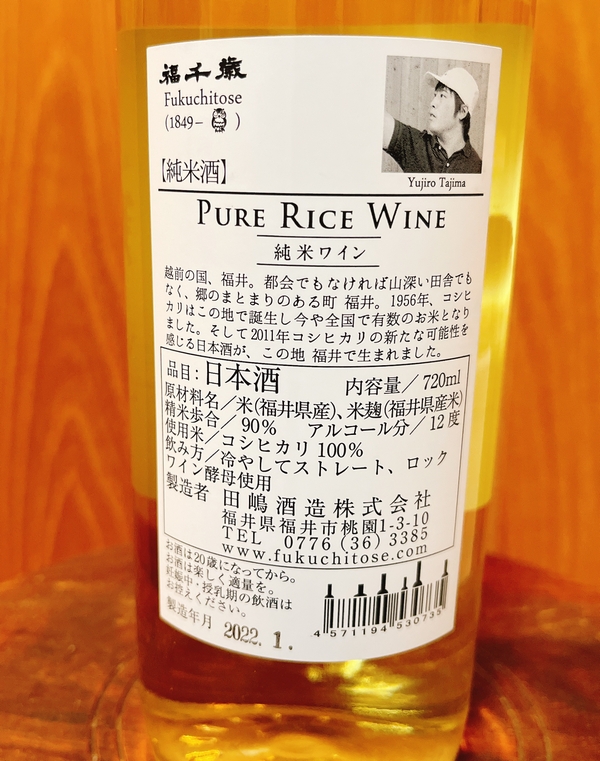 福千歳
Fukuchitose
(1849– )
Yujiro Tajima
【純米酒】
PURE RICE WINE
純米ワイン
越前の国、福井。都会でもなければ山深い田舎でも
なく、郷のまとまりのある町 福井。1956年、コシヒ
カリはこの地で誕生し今や全国で有数のお米となり
ました。そして2011年コシヒカリの新たな可能性を
感じる日本酒が、この地 福井で生まれました。
品目:日本酒 内容量/720ml
原材料名/米(福井県産)、米麹(福井県産米)
精米歩合/90% アルコール分/12度
使用米/コシヒカリ100%
飲み方/冷やしてストレート、ロック
ワイン酵母使用
製造者 田嶋酒造株式会社
福井県福井市桃園1-3-10
TEL 0776(36)3385
www.fukuchitose.com
お酒は20歳になってから。
お酒は楽しく適量を。
妊娠中・授乳期の飲酒は
お控えください。
製造年月 2022.1.
4571194530735